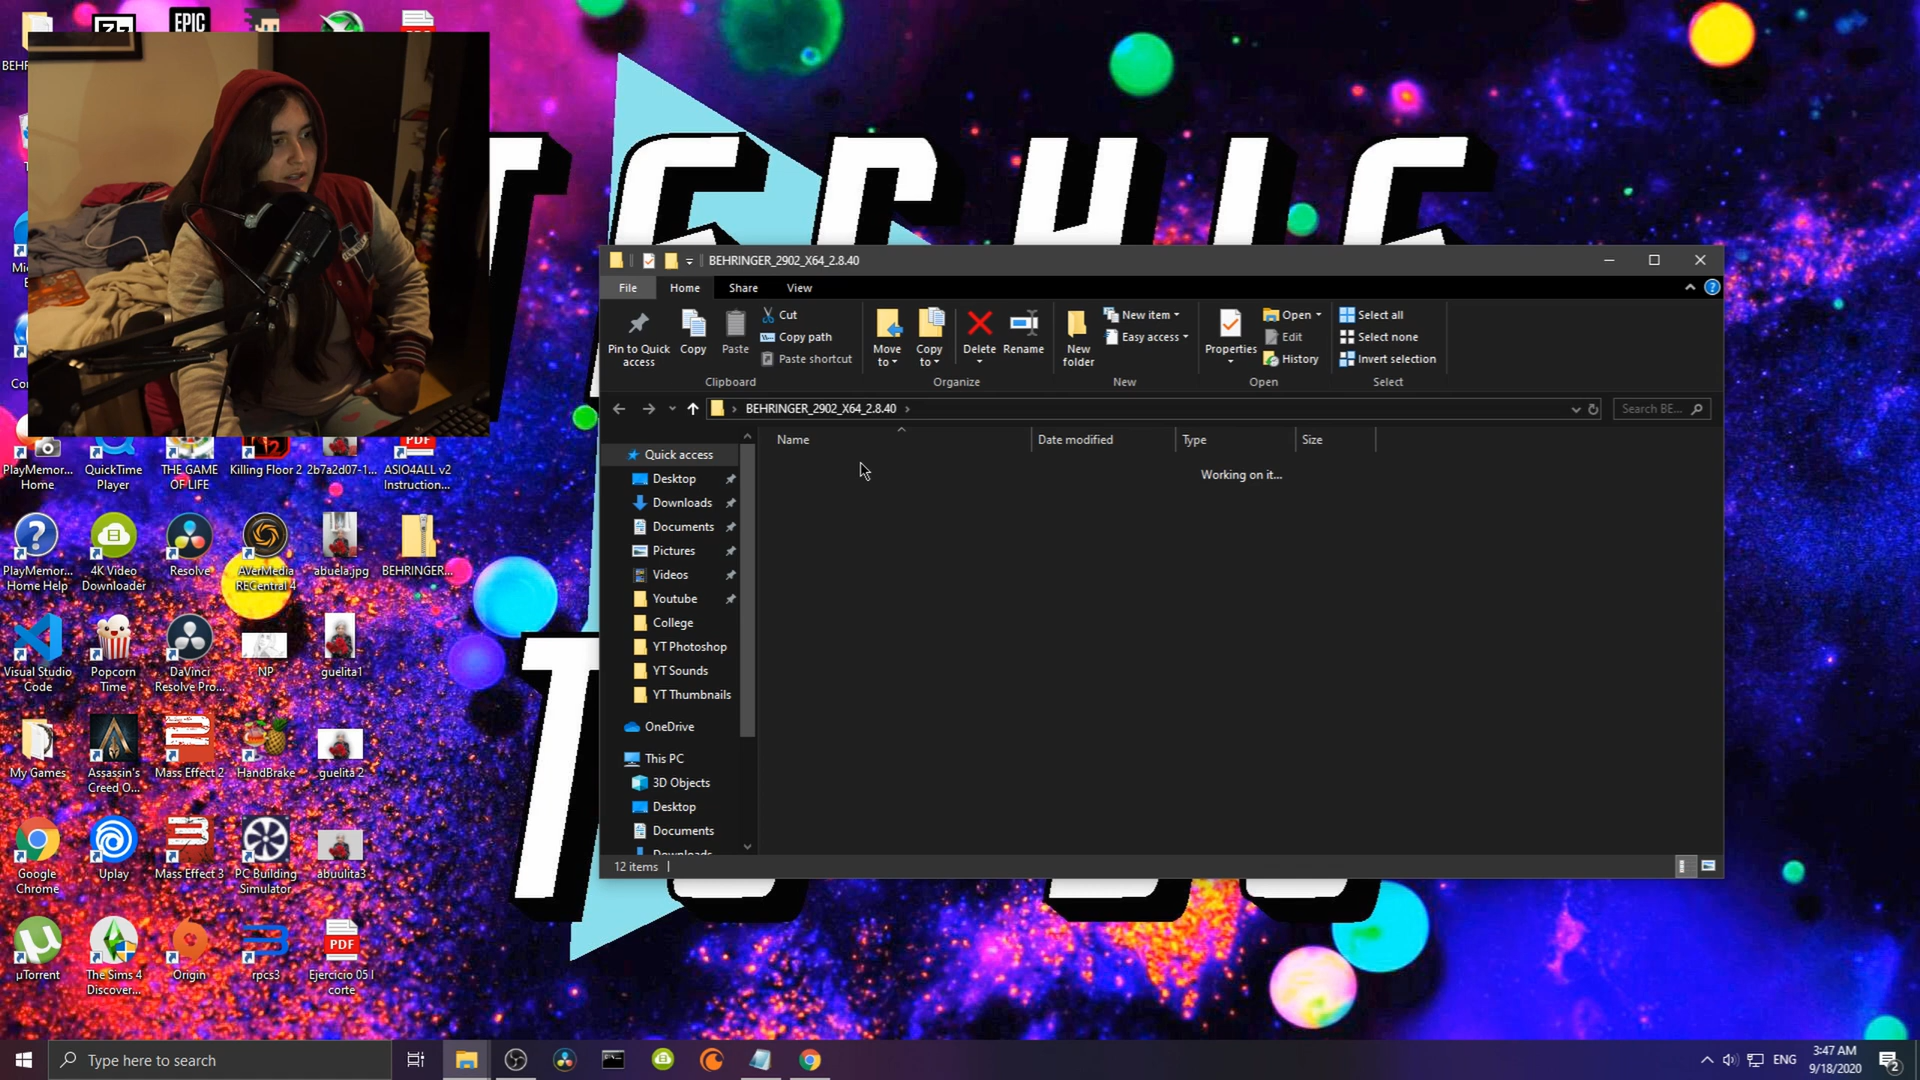 EPIC
BEHRINGER_2902_X64_2.8.40
File
Home
Share
View
Pin to Quick access
Copy
Paste
Cut
Copy path
Paste shortcut
Clipboard
Move to
Copy to
Delete
Rename
Organize
New folder
New item
Easy access
New
Properties
Open
Edit
History
Open
Select all
Select none
Invert selection
Select
BEHRINGER_2902_X64_2.8.40
Search BE...
Name
Date modified
Type
Size
Working on it...
Quick access
Desktop
Downloads
Documents
Pictures
Videos
Youtube
College
YT Photoshop
YT Sounds
YT Thumbnails
OneDrive
This PC
3D Objects
Desktop
Documents
Downloads
12 items
PlayMemor... Home
QuickTime Player
THE GAME OF LIFE
Killing Floor 2
2b7a2d07-1...
PDF
ASIO4ALL v2 Instruction...
PlayMemor... Home Help
4K Video Downloader
Resolve
AVerMedia RECentral 4
abuela.jpg
BEHRINGER...
Visual Studio Code
Popcorn Time
DaVinci Resolve Pro...
NP
guelita1
My Games
Assassin's Creed O...
Mass Effect 2
HandBrake
guelita 2
Google Chrome
Uplay
Mass Effect 3
PC Building Simulator
abuulita3
µTorrent
The Sims 4 Discover...
Origin
rpcs3
PDF
Ejercicio 05 I corte
Type here to search
ENG
3:47 AM
9/18/2020
2